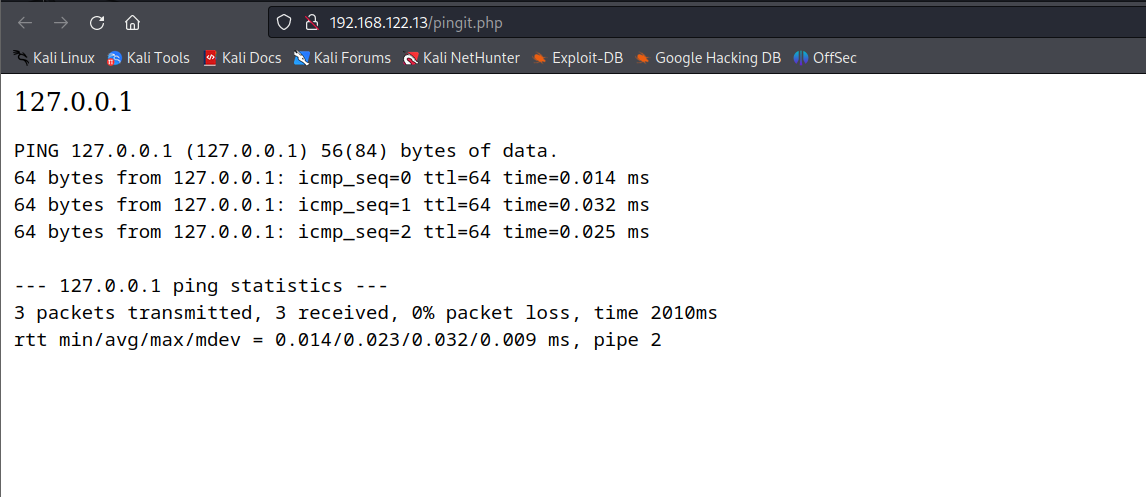 192.168.122.13/pingit.php
Kali Linux Kali Tools Kali Docs Kali Forums Kali NetHunter Exploit-DB Google Hacking DB OffSec
127.0.0.1
PING 127.0.0.1 (127.0.0.1) 56(84) bytes of data.
64 bytes from 127.0.0.1: icmp_seq=0 ttl=64 time=0.014 ms
64 bytes from 127.0.0.1: icmp_seq=1 ttl=64 time=0.032 ms
64 bytes from 127.0.0.1: icmp_seq=2 ttl=64 time=0.025 ms
--- 127.0.0.1 ping statistics ---
3 packets transmitted, 3 received, 0% packet loss, time 2010ms
rtt min/avg/max/mdev = 0.014/0.023/0.032/0.009 ms, pipe 2